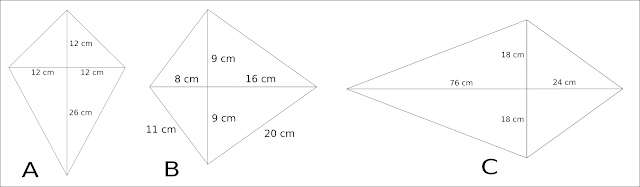 12 cm
12 cm 12 cm
26 cm
A
9 cm
8 cm 16 cm
9 cm
11 cm
20 cm
B
18 cm
76 cm 24 cm
18 cm
C